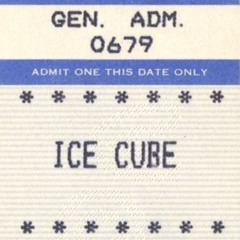 GEN. ADM.
0679
ADMIT ONE THIS DATE ONLY
* * * * * * *
ICE CUBE
* * * * * * *